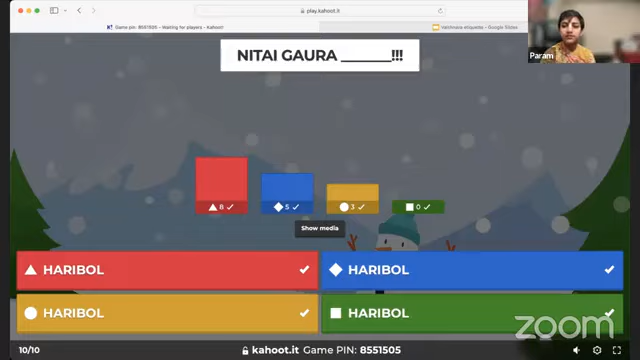 play.kahoot.it
K! Game pin: 8551505 – Waiting for players – Kahoot!
Vaishnava etiquette - Google Slides
Param
NITAI GAURA ______!!!
8
5
3
0
Show media
HARIBOL
HARIBOL
HARIBOL
HARIBOL
zoom
10/10
kahoot.it Game PIN: 8551505